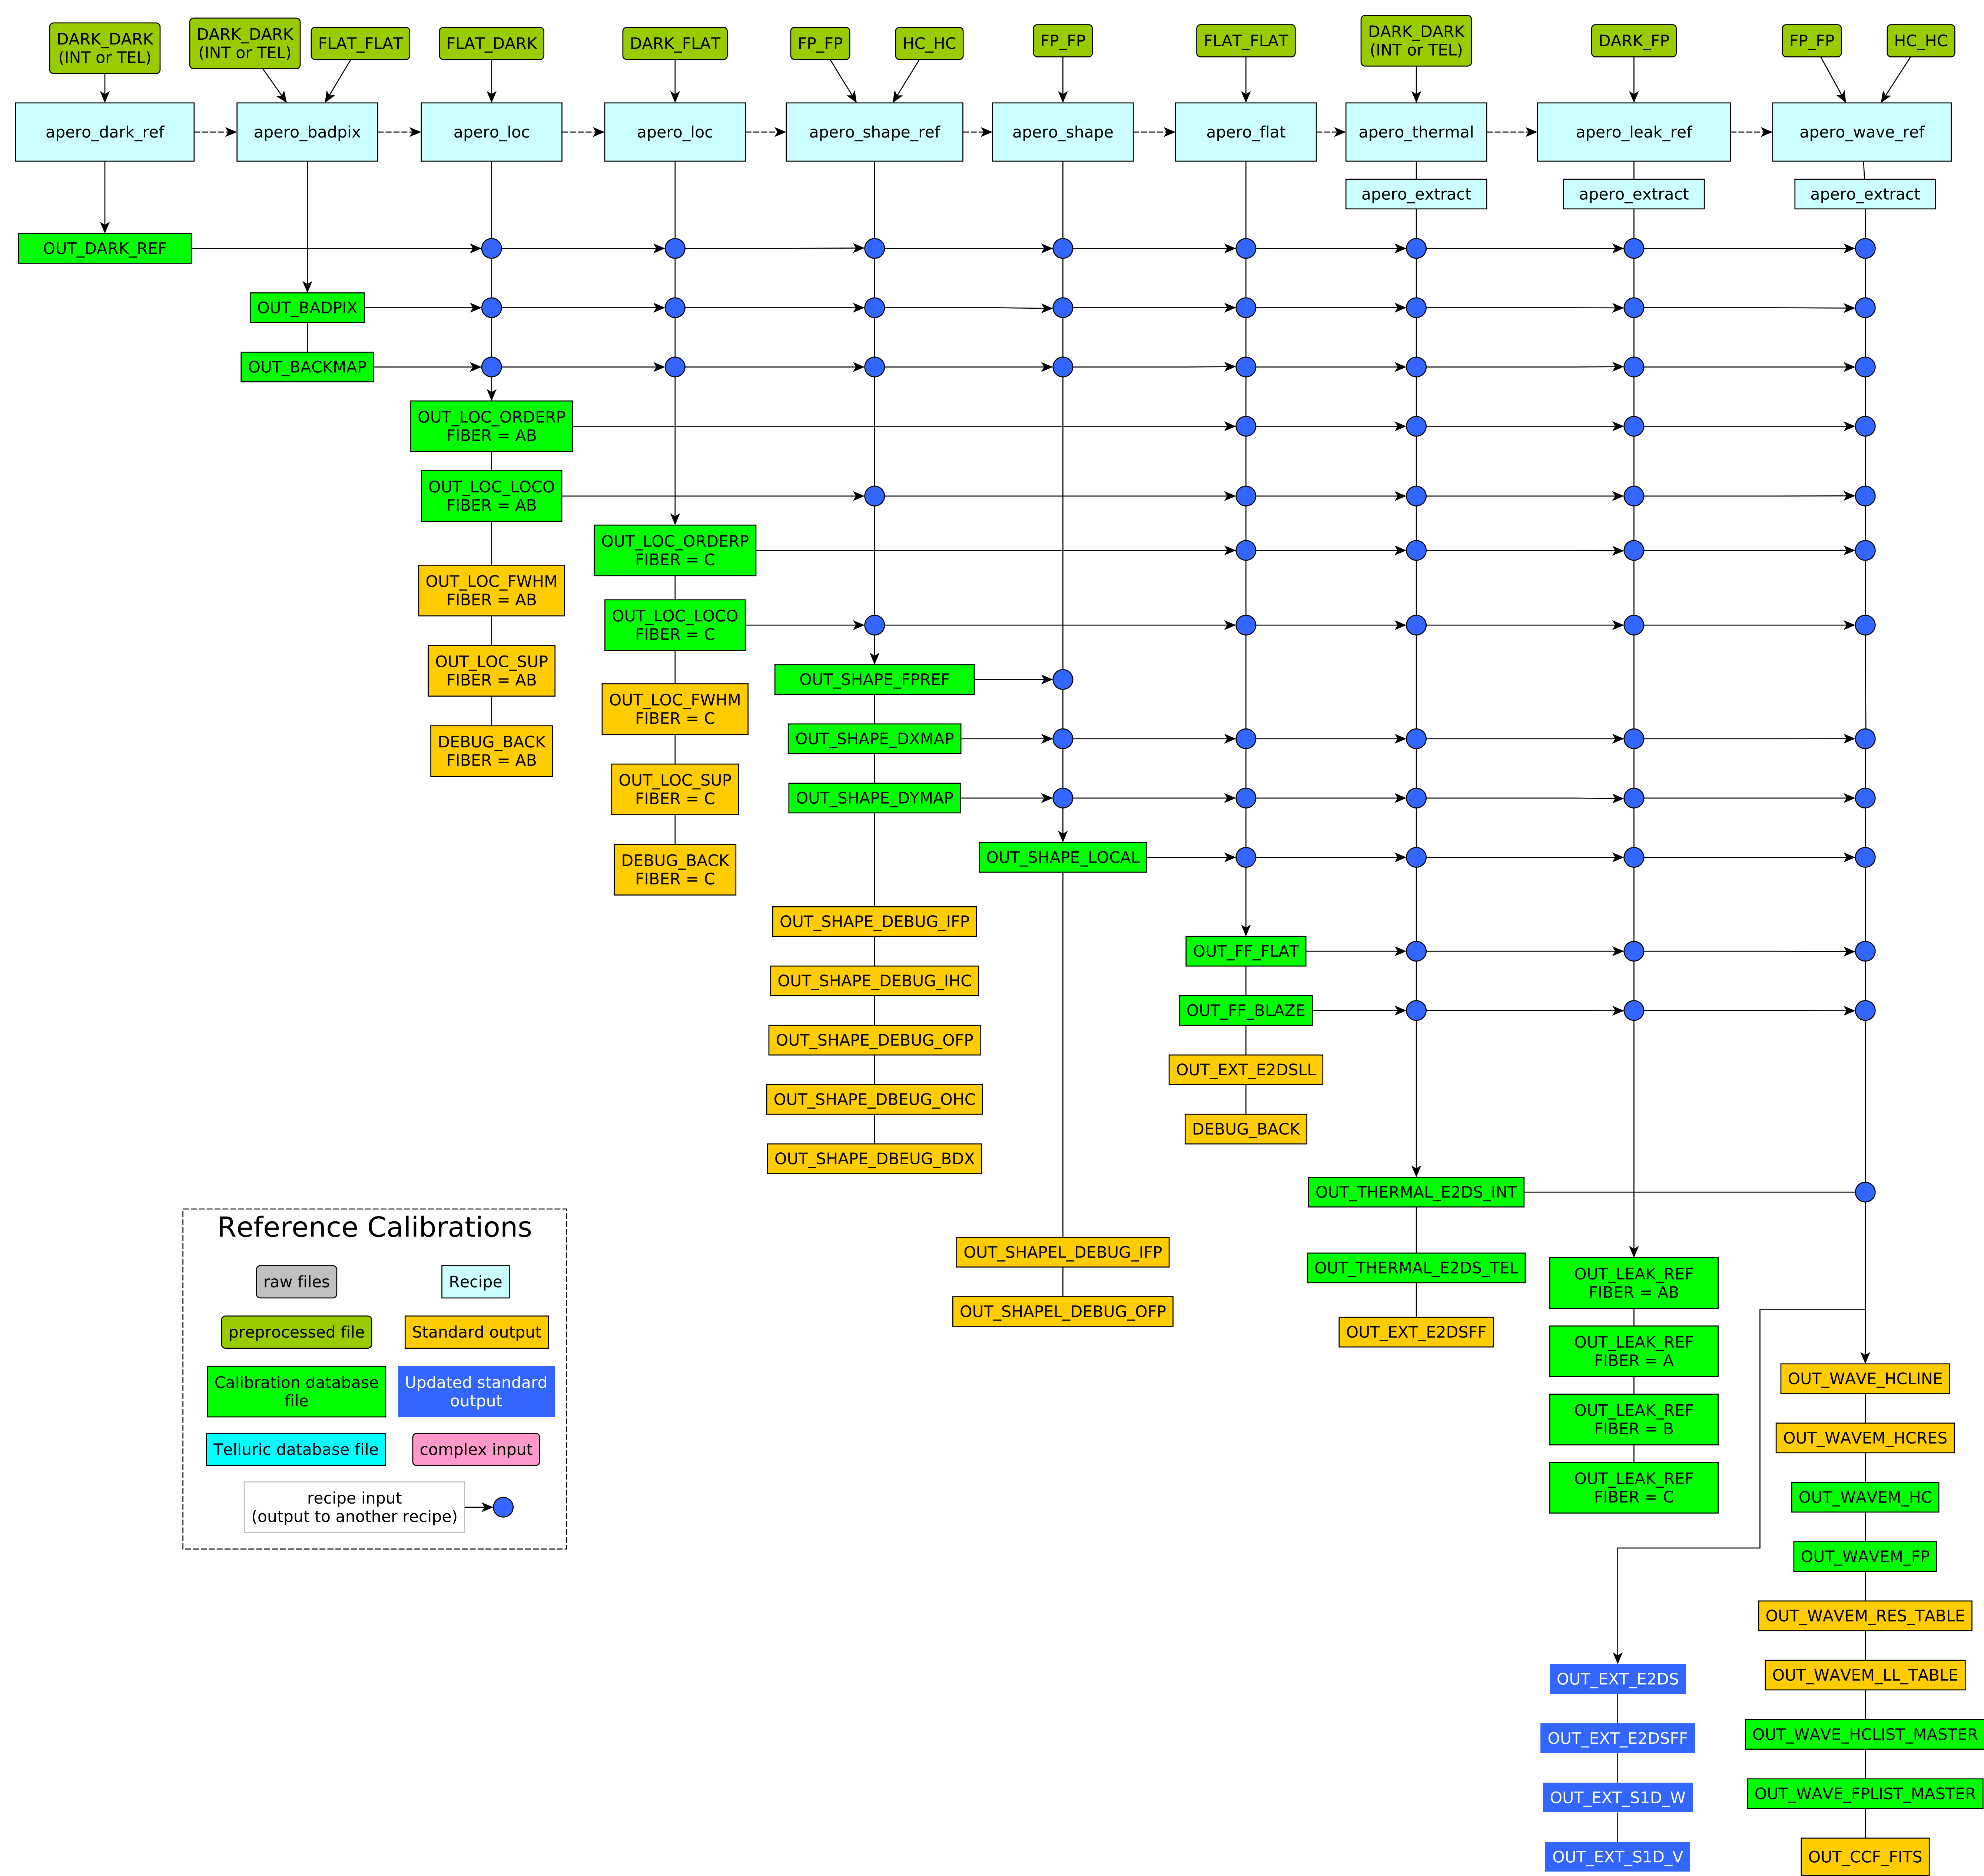 DARK_DARK
(INT or TEL)
DARK_DARK
(INT or TEL)
FLAT_FLAT
FLAT_DARK
DARK_FLAT
FP_FP
HC_HC
FP_FP
FLAT_FLAT
DARK_DARK
(INT or TEL)
DARK_FP
FP_FP
HC_HC
apero_dark_ref
apero_badpix
apero_loc
apero_loc
apero_shape_ref
apero_shape
apero_flat
apero_thermal
apero_leak_ref
apero_wave_ref
apero_extract
apero_extract
apero_extract
OUT_DARK_REF
OUT_BADPIX
OUT_BACKMAP
OUT_LOC_ORDERP
FIBER = AB
OUT_LOC_LOCO
FIBER = AB
OUT_LOC_FWHM
FIBER = AB
OUT_LOC_SUP
FIBER = AB
DEBUG_BACK
FIBER = AB
OUT_LOC_ORDERP
FIBER = C
OUT_LOC_LOCO
FIBER = C
OUT_LOC_FWHM
FIBER = C
OUT_LOC_SUP
FIBER = C
DEBUG_BACK
FIBER = C
OUT_SHAPE_FPREF
OUT_SHAPE_DXMAP
OUT_SHAPE_DYMAP
OUT_SHAPE_DEBUG_IFP
OUT_SHAPE_DEBUG_IHC
OUT_SHAPE_DEBUG_OFP
OUT_SHAPE_DBEUG_OHC
OUT_SHAPE_DBEUG_BDX
OUT_SHAPE_LOCAL
OUT_SHAPEL_DEBUG_IFP
OUT_SHAPEL_DEBUG_OFP
OUT_FF_FLAT
OUT_FF_BLAZE
OUT_EXT_E2DSLL
DEBUG_BACK
OUT_THERMAL_E2DS_INT
OUT_THERMAL_E2DS_TEL
OUT_EXT_E2DSFF
OUT_LEAK_REF
FIBER = AB
OUT_LEAK_REF
FIBER = A
OUT_LEAK_REF
FIBER = B
OUT_LEAK_REF
FIBER = C
OUT_WAVE_HCLINE
OUT_WAVEM_HCRES
OUT_WAVEM_HC
OUT_WAVEM_FP
OUT_WAVEM_RES_TABLE
OUT_WAVEM_LL_TABLE
OUT_WAVE_HCLIST_MASTER
OUT_WAVE_FPLIST_MASTER
OUT_CCF_FITS
OUT_EXT_E2DS
OUT_EXT_E2DSFF
OUT_EXT_S1D_W
OUT_EXT_S1D_V
Reference Calibrations
raw files
Recipe
preprocessed file
Standard output
Calibration database
file
Updated standard
output
Telluric database file
complex input
recipe input
(output to another recipe)